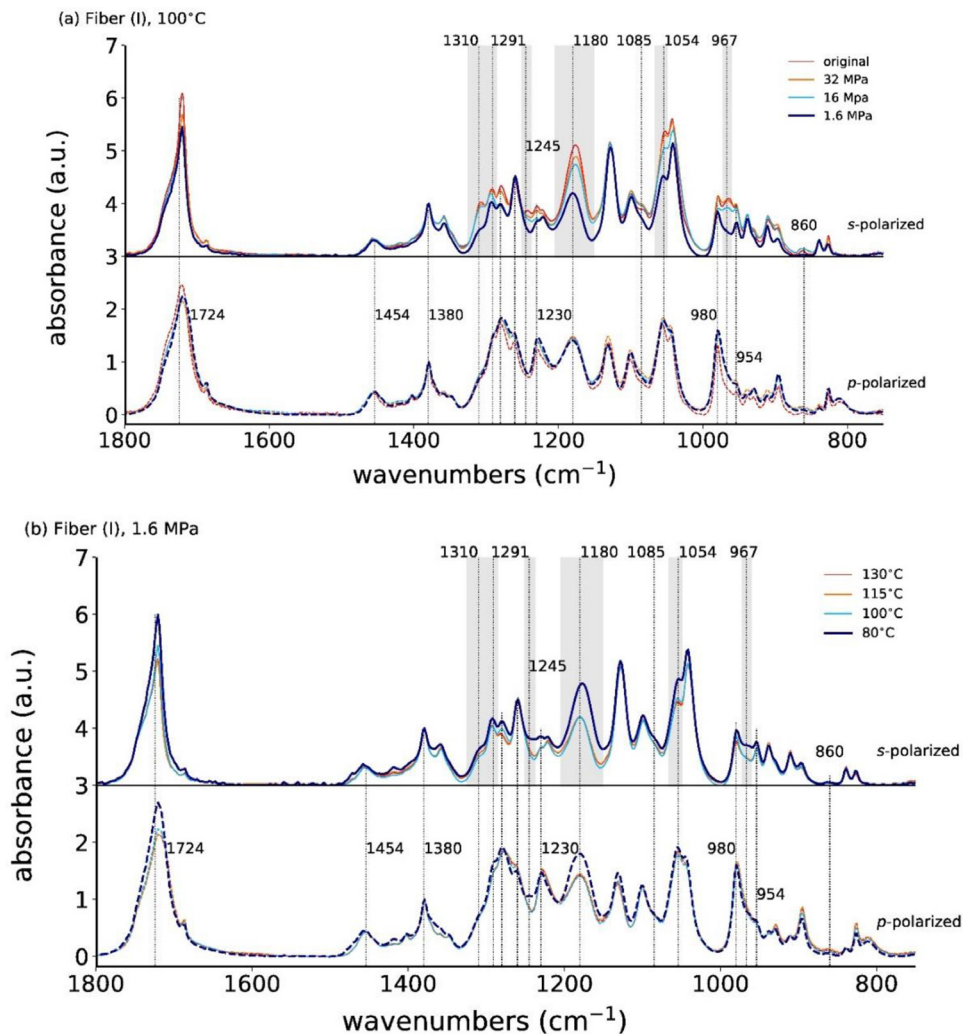 (a) Fiber (I), 100°C
1310 1291 1180 1085 1054 967
7
6
5
4
3
2
1
0
original
32 MPa
16 Mpa
1.6 MPa
1245
860
s-polarized
1724
1454
1380
1230
980
954
p-polarized
absorbance (a.u.)
1800 1600 1400 1200 1000 800
wavenumbers (cm⁻¹)
(b) Fiber (I), 1.6 MPa
1310 1291 1180 1085 1054 967
7
6
5
4
3
2
1
0
130°C
115°C
100°C
80°C
1245
860
s-polarized
1724
1454
1380
1230
980
954
p-polarized
absorbance (a.u.)
1800 1600 1400 1200 1000 800
wavenumbers (cm⁻¹)